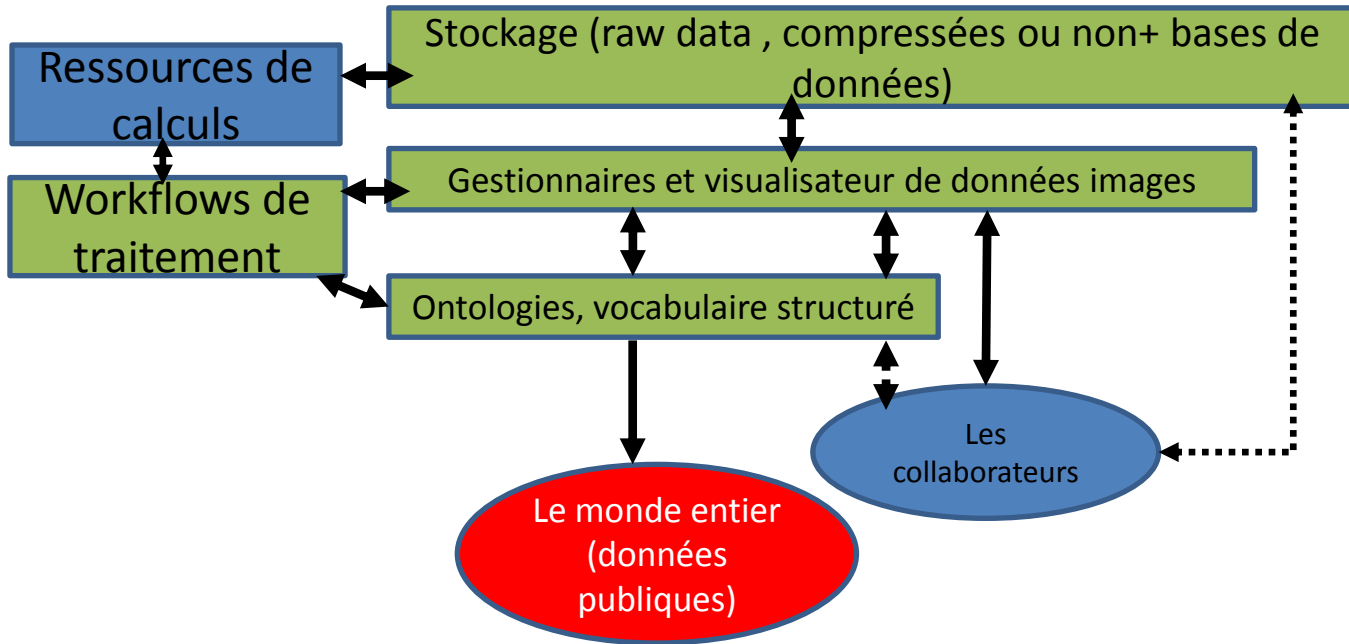 Stockage (raw data , compressées ou non+ bases de
données)
Ressources de
calculs
Gestionnaires et visualisateur de données images
Workflows de
traitement
Ontologies, vocabulaire structuré
Les
collaborateurs
Le monde entier
(données
publiques)